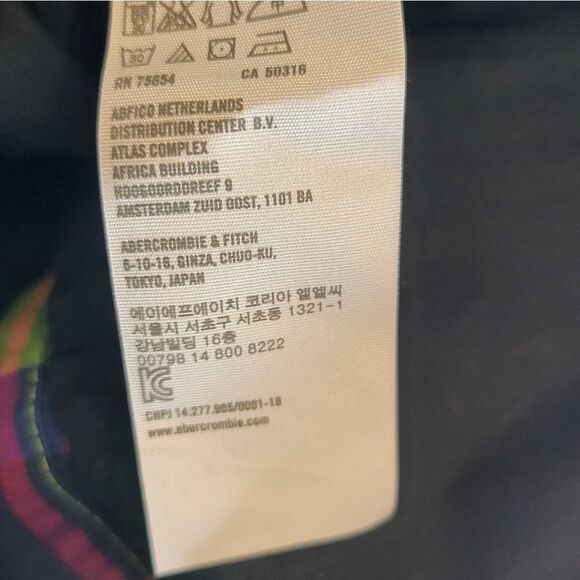 RN 75654 CA 50316
ABFICO NETHERLANDS
DISTRIBUTION CENTER B.V.
ATLAS COMPLEX
AFRICA BUILDING
HOOGOORDDREEF 9
AMSTERDAM ZUID OOST, 1101 BA
ABERCROMBIE & FITCH
6-10-16, GINZA, CHUO-KU,
TOKYO, JAPAN
에이에프에이치 코리아 엘엘씨
서울시 서초구 서초동 1321-1
강남빌딩 16층
00798 14 800 8222
CNPJ 14.277.905/0001-18
www.abercrombie.com